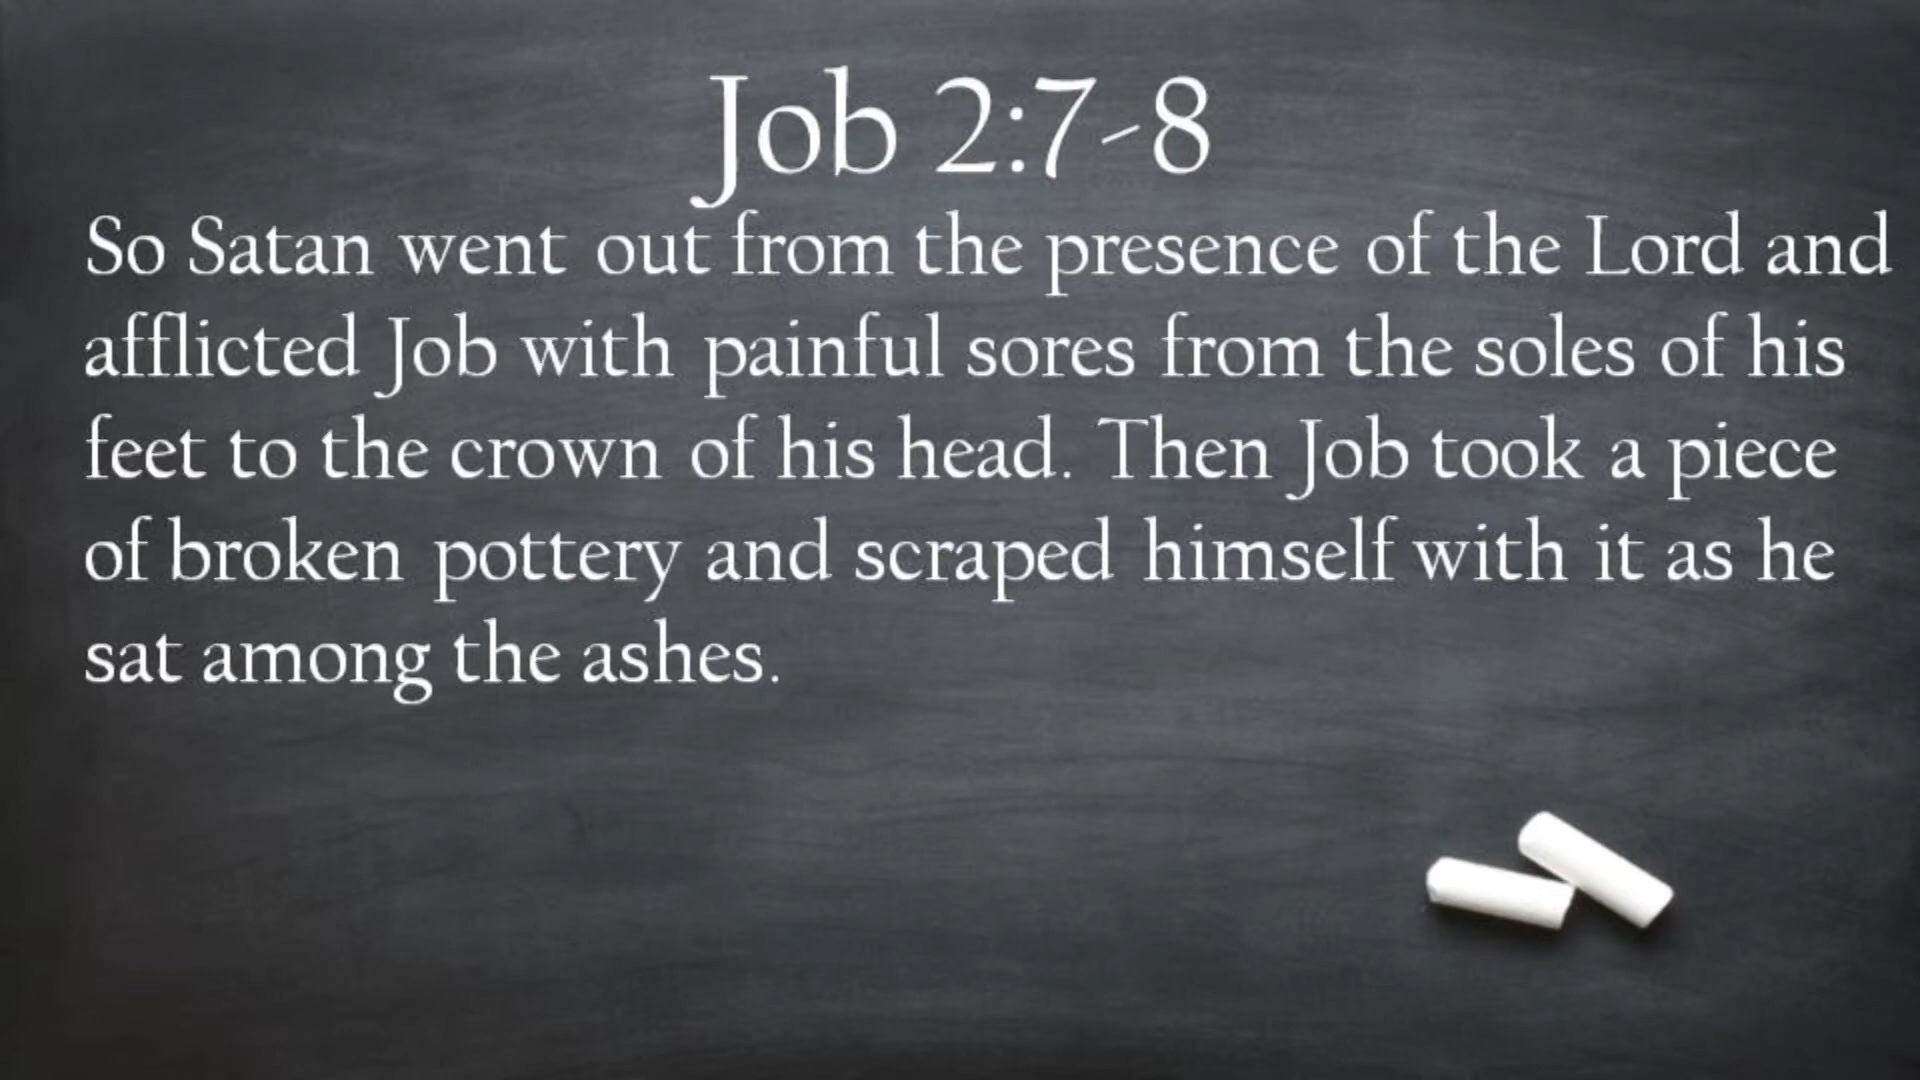 Job 2:7-8
So Satan went out from the presence of the Lord and
afflicted Job with painful sores from the soles of his
feet to the crown of his head. Then Job took a piece
of broken pottery and scraped himself with it as he
sat among the ashes.